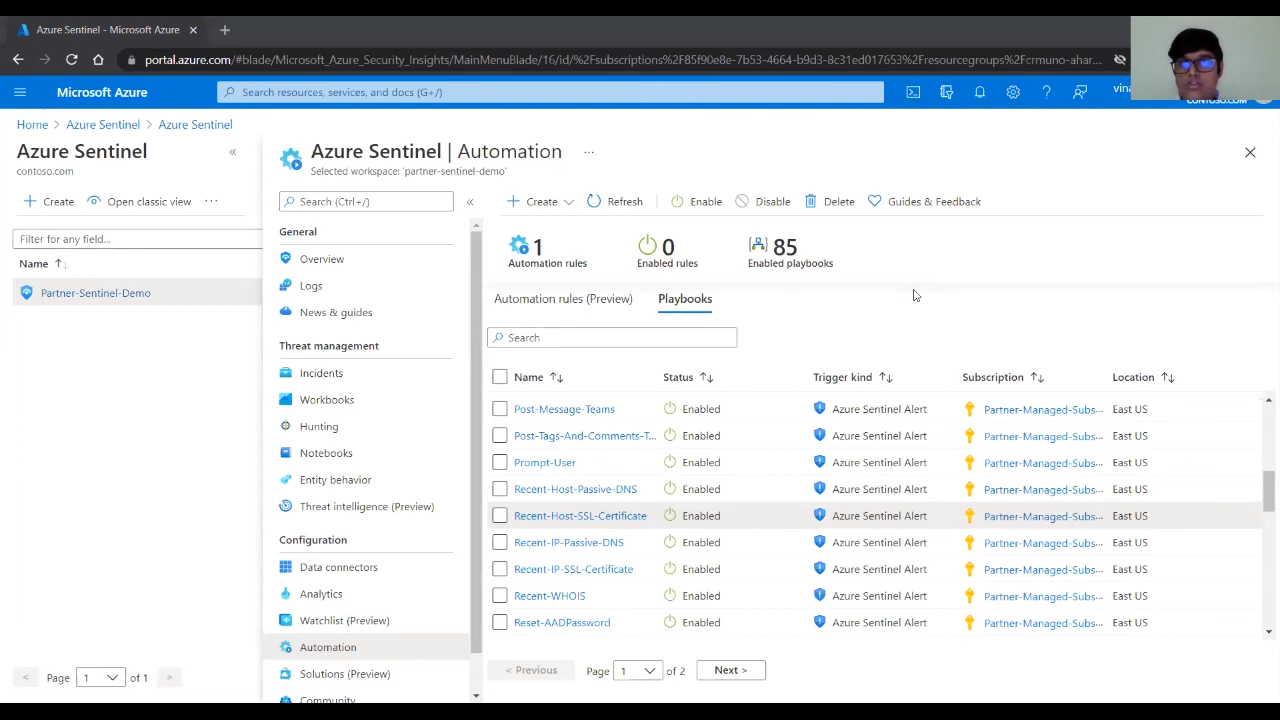 Azure Sentinel - Microsoft Azure
portal.azure.com/#blade/Microsoft_Azure_Security_Insights/MainMenuBlade/16/id/%2Fsubscriptions%2F85f90e8e-7b53-4664-b9d3-8c31ed017653%2Fresourcegroups%2Fcrmuno-ahar...
Microsoft Azure
Search resources, services, and docs (G+/)
vina
CONTOSO.COM
Home > Azure Sentinel > Azure Sentinel
Azure Sentinel
contoso.com
Create
Open classic view
Filter for any field...
Name
Partner-Sentinel-Demo
Page 1 of 1
Azure Sentinel | Automation
Selected workspace: 'partner-sentinel-demo'
Search (Ctrl+/)
General
Overview
Logs
News & guides
Threat management
Incidents
Workbooks
Hunting
Notebooks
Entity behavior
Threat intelligence (Preview)
Configuration
Data connectors
Analytics
Watchlist (Preview)
Automation
Solutions (Preview)
Community
Create Refresh Enable Disable Delete Guides & Feedback
1 Automation rules
0 Enabled rules
85 Enabled playbooks
Automation rules (Preview) Playbooks
Search
Name Status Trigger kind Subscription Location
Post-Message-Teams Enabled Azure Sentinel Alert Partner-Managed-Subs... East US
Post-Tags-And-Comments-T... Enabled Azure Sentinel Alert Partner-Managed-Subs... East US
Prompt-User Enabled Azure Sentinel Alert Partner-Managed-Subs... East US
Recent-Host-Passive-DNS Enabled Azure Sentinel Alert Partner-Managed-Subs... East US
Recent-Host-SSL-Certificate Enabled Azure Sentinel Alert Partner-Managed-Subs... East US
Recent-IP-Passive-DNS Enabled Azure Sentinel Alert Partner-Managed-Subs... East US
Recent-IP-SSL-Certificate Enabled Azure Sentinel Alert Partner-Managed-Subs... East US
Recent-WHOIS Enabled Azure Sentinel Alert Partner-Managed-Subs... East US
Reset-AADPassword Enabled Azure Sentinel Alert Partner-Managed-Subs... East US
< Previous Page 1 of 2 Next >